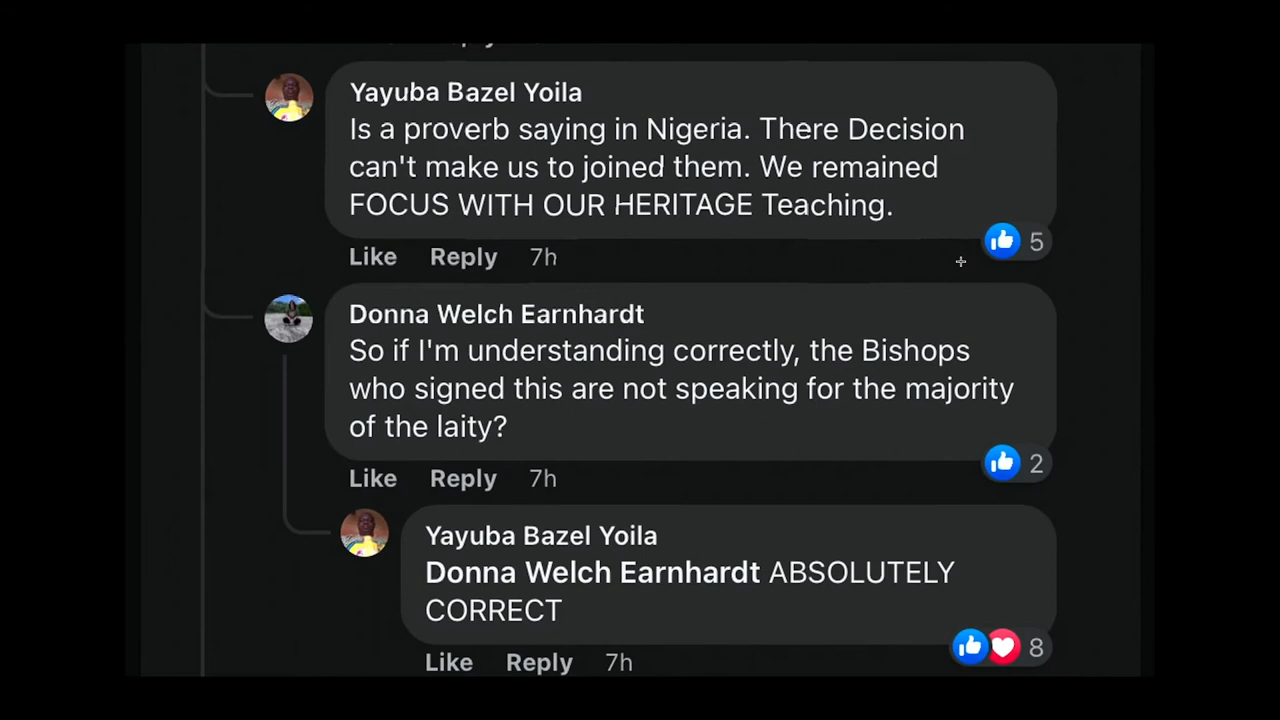 Yayuba Bazel Yoila
Is a proverb saying in Nigeria. There Decision
can't make us to joined them. We remained
FOCUS WITH OUR HERITAGE Teaching.
5
Like Reply 7h
Donna Welch Earnhardt
So if I'm understanding correctly, the Bishops
who signed this are not speaking for the majority
of the laity?
2
Like Reply 7h
Yayuba Bazel Yoila
Donna Welch Earnhardt ABSOLUTELY
CORRECT
8
Like Reply 7h